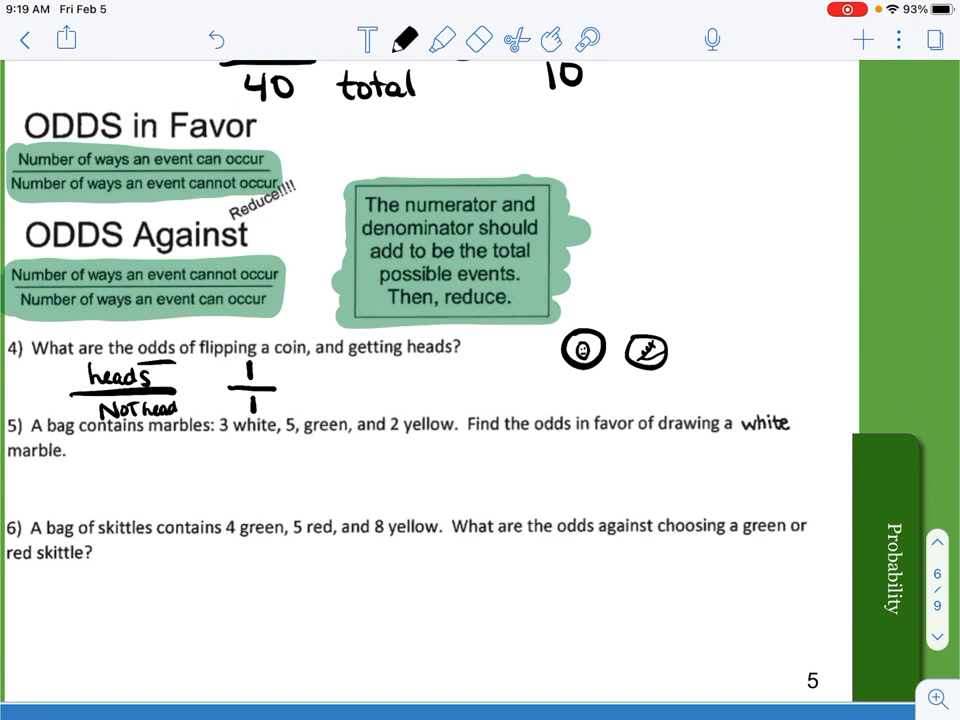 9:19 AM Fri Feb 5
93%
T
40 total 10
ODDS in Favor
Number of ways an event can occur
Number of ways an event cannot occur
Reduce!!!!
ODDS Against
Number of ways an event cannot occur
Number of ways an event can occur
The numerator and
denominator should
add to be the total
possible events.
Then, reduce.
4) What are the odds of flipping a coin, and getting heads?
heads
NOT head
1
1
5) A bag contains marbles: 3 white, 5, green, and 2 yellow. Find the odds in favor of drawing a white
marble.
6) A bag of skittles contains 4 green, 5 red, and 8 yellow. What are the odds against choosing a green or
red skittle?
Probability
6
/
9
5